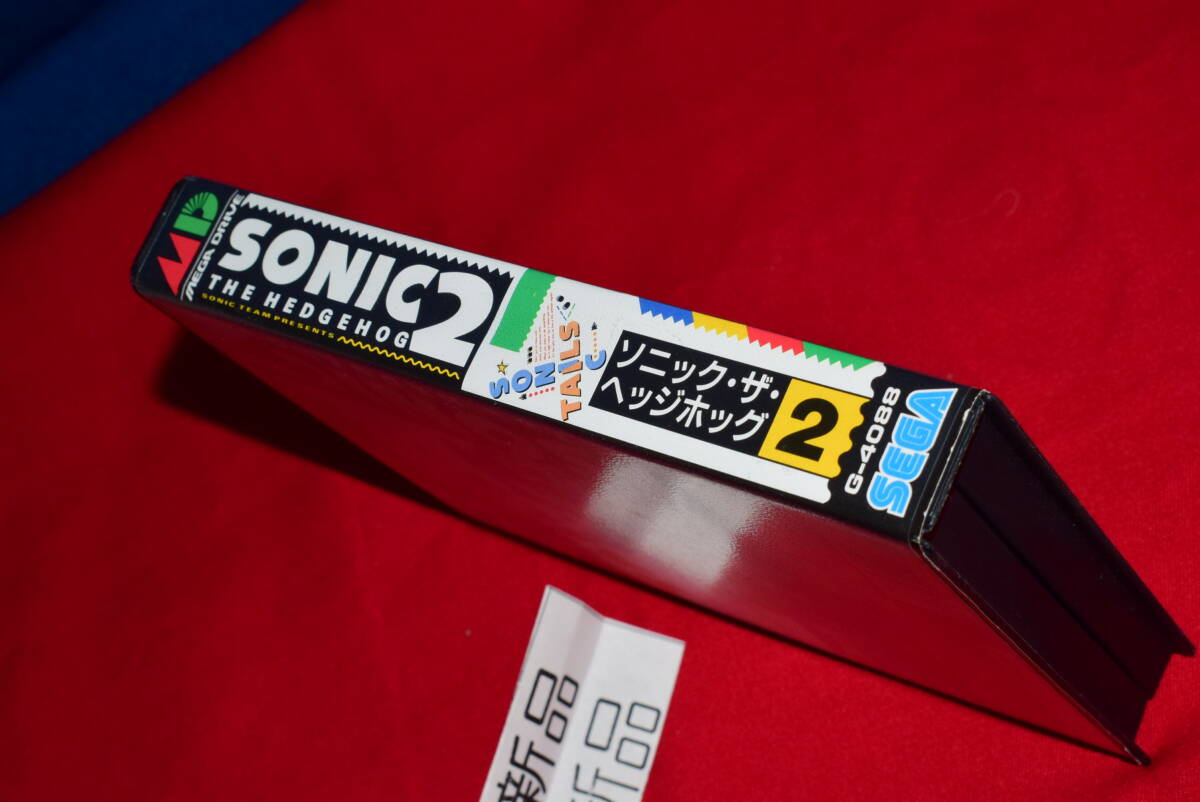 MD
MEGA DRIVE
SONIC 2
THE HEDGEHOG
SONIC TEAM PRESENTS
SONIC
TAILS
ソニック・ザ・
ヘッジホッグ
2
G-4088
SEGA
新品
新品